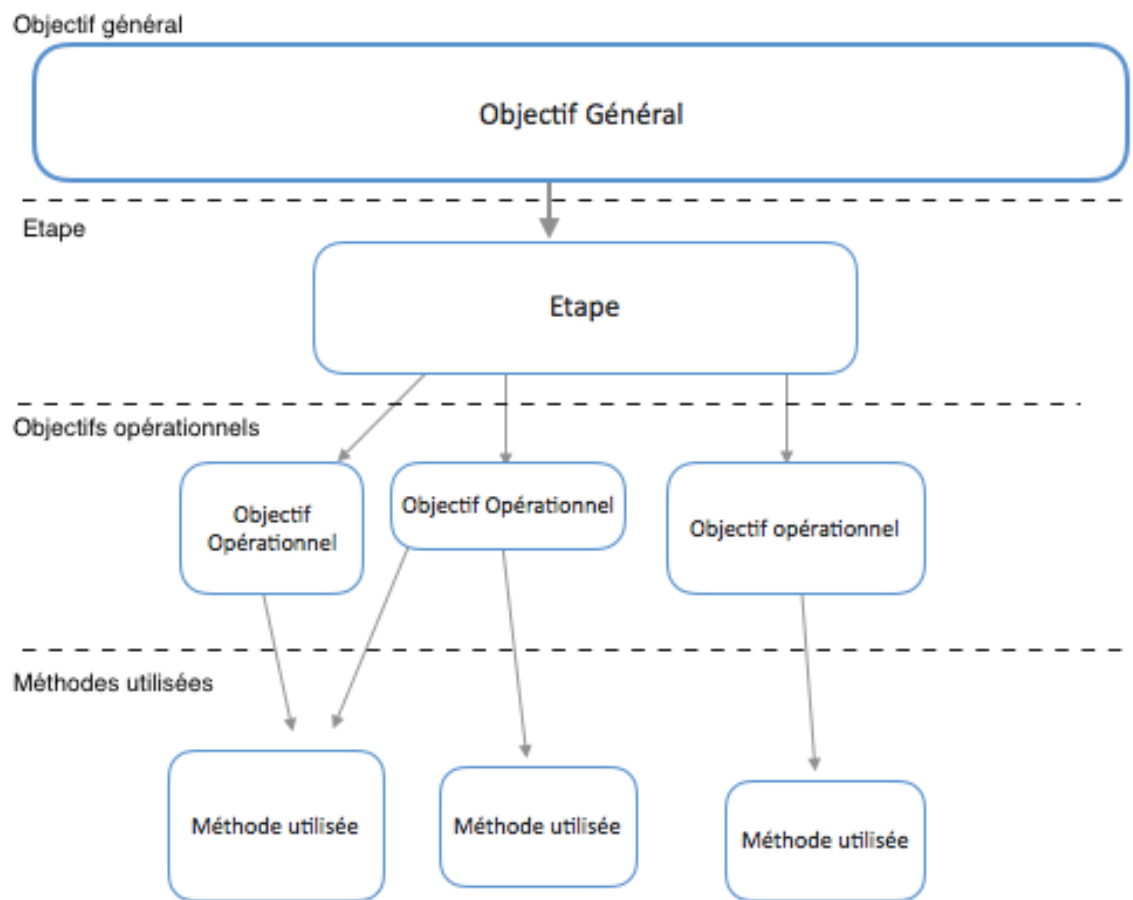 Objectif général
Objectif Général
Etape
Etape
Objectifs opérationnels
Objectif
Opérationnel
Objectif Opérationnel
Objectif opérationnel
Méthodes utilisées
Méthode utilisée
Méthode utilisée
Méthode utilisée